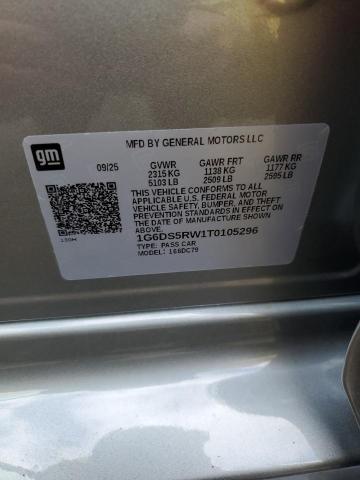 gm
MFD BY GENERAL MOTORS LLC
09/25 GVWR GAWR FRT GAWR RR
2315 KG 1138 KG 1177 KG
5103 LB 2509 LB 2595 LB
THIS VEHICLE CONFORMS TO ALL
APPLICABLE U.S. FEDERAL MOTOR
VEHICLE SAFETY, BUMPER, AND THEFT
PREVENTION STANDARDS IN EFFECT ON
THE DATE OF MANUFACTURE SHOWN
ABOVE.
1G6DS5RW1T0105296
TYPE: PASS CAR
MODEL: 166DC79